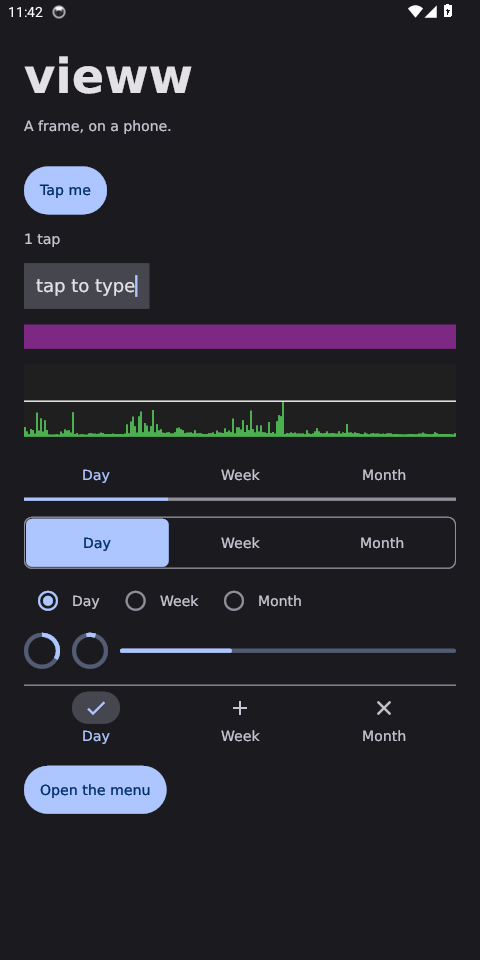 11:42
vieww
A frame, on a phone.
Tap me
1 tap
tap to type
Day Week Month
Day Week Month
Day Week Month
Day Week Month
Open the menu